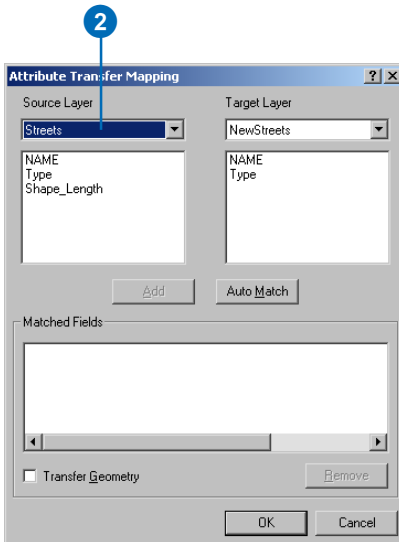 2
Attribute Transfer Mapping
Source Layer
Target Layer
Streets
NewStreets
NAME
Type
Shape_Length
NAME
Type
Add
Auto Match
Matched Fields
Transfer Geometry
Remove
OK
Cancel